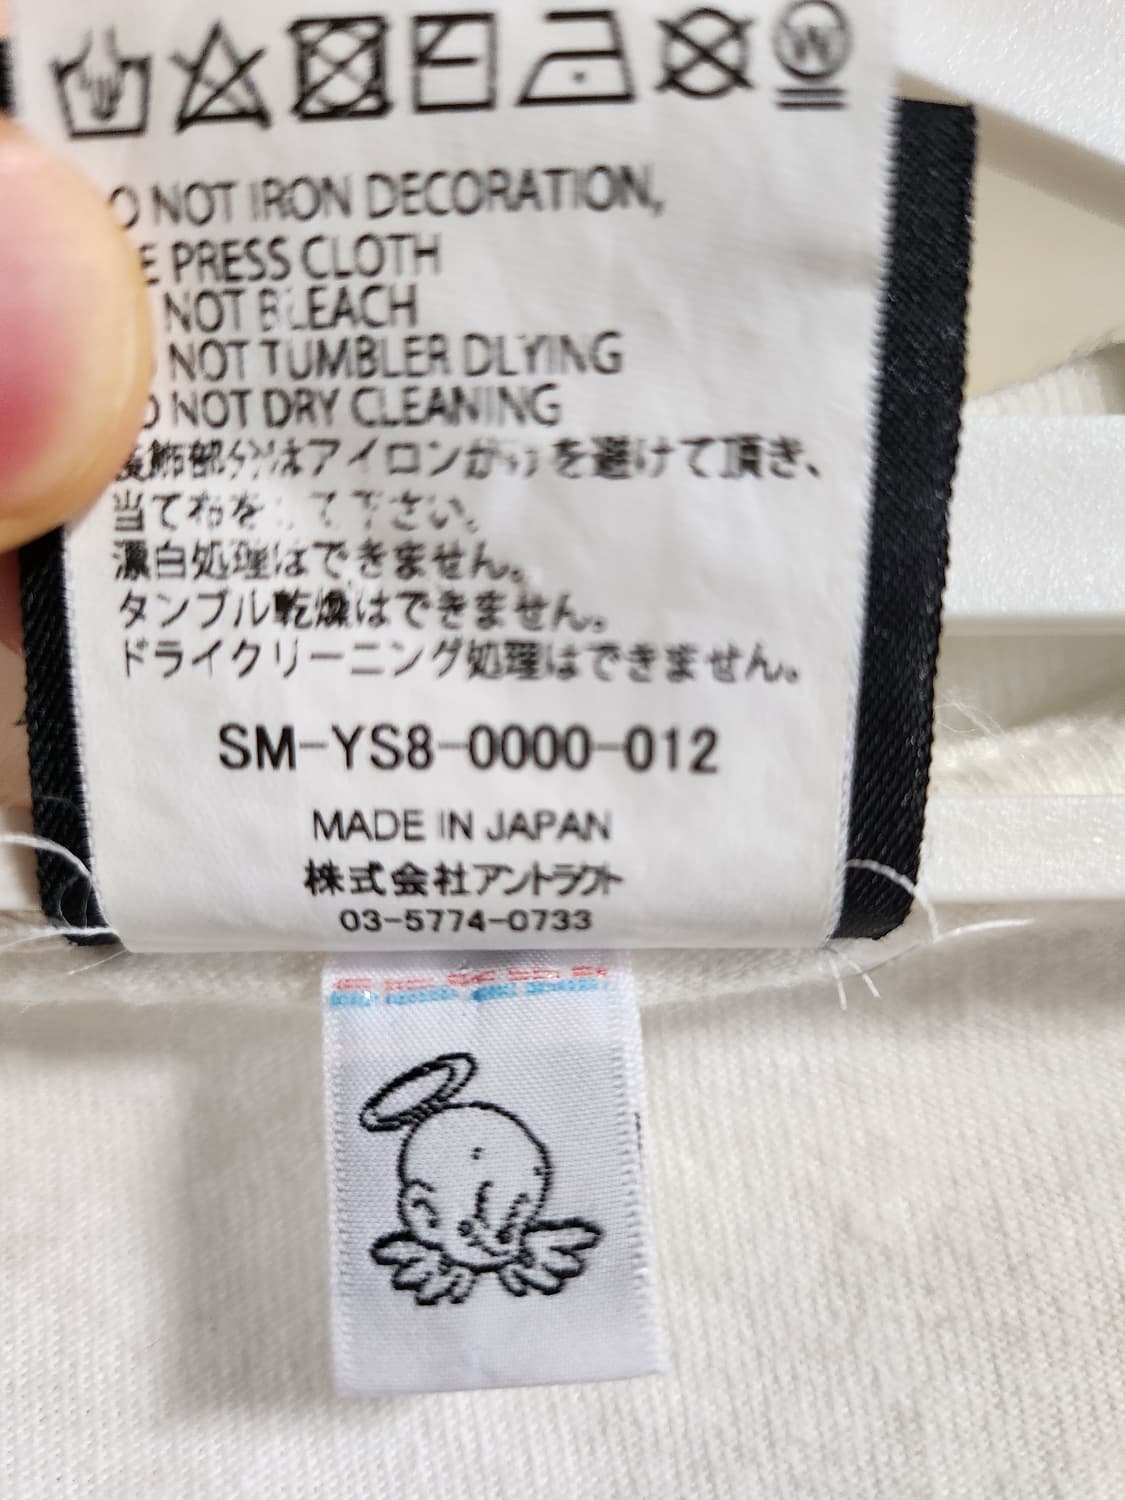 W
O NOT IRON DECORATION,
E PRESS CLOTH
NOT BLEACH
NOT TUMBLER DLYING
O NOT DRY CLEANING
飾部分はアイロンがけを避けて頂き、
当て布をして下さい。
漂白処理はできません。
タンブル乾燥はできません。
ドライクリーニング処理はできません。
SM-YS8-0000-012
MADE IN JAPAN
株式会社アントラクト
03-5774-0733